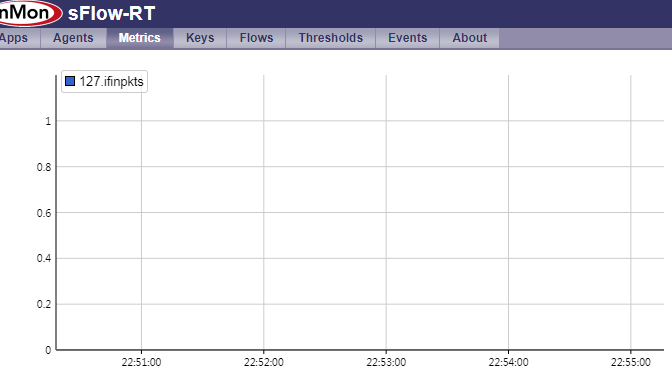 nMon sFlow-RT
Apps Agents Metrics Keys Flows Thresholds Events About
127.ifinpkts
1
0.8
0.6
0.4
0.2
0
22:51:00 22:52:00 22:53:00 22:54:00 22:55:00